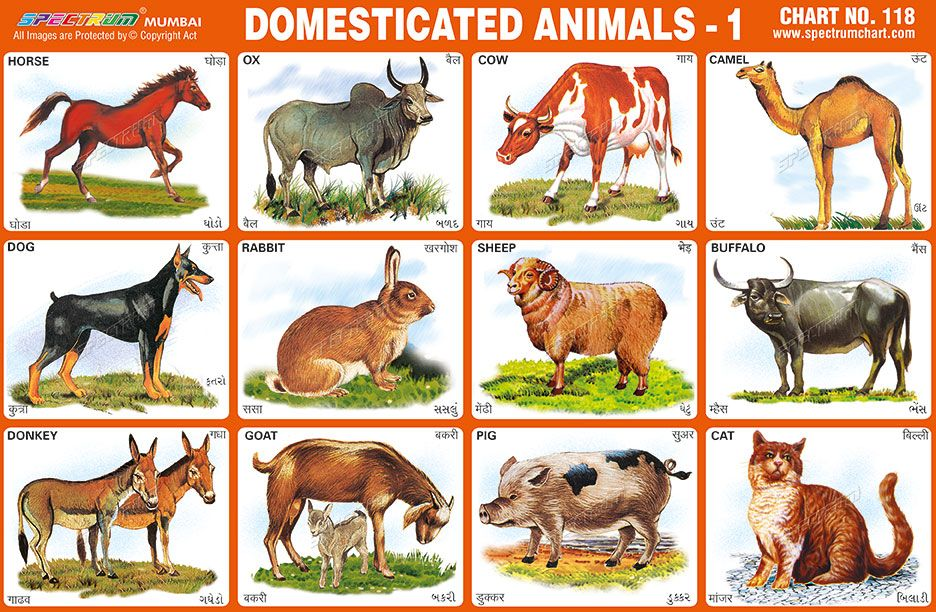 SPECTRUM® MUMBAI
All Images are Protected by © Copyright Act
DOMESTICATED ANIMALS - 1
CHART NO. 118
www.spectrumchart.com
HORSE
घोड़ा
घोडा
ઘોડો
OX
बैल
बैल
બળદ
COW
गाय
गाय
ગાય
CAMEL
ऊंट
उंट
ઊંટ
DOG
कुत्ता
कुत्रा
કૂતરો
RABBIT
खरगोश
ससा
સસલું
SHEEP
भेड़
मेंढी
ઘેટું
BUFFALO
भैंस
म्हैस
ભેંસ
DONKEY
गधा
गाढव
ગધેડો
GOAT
बकरी
बकरी
બકરી
PIG
सुअर
डुक्कर
ડુક્કર
CAT
बिल्ली
मांजर
બિલાડી